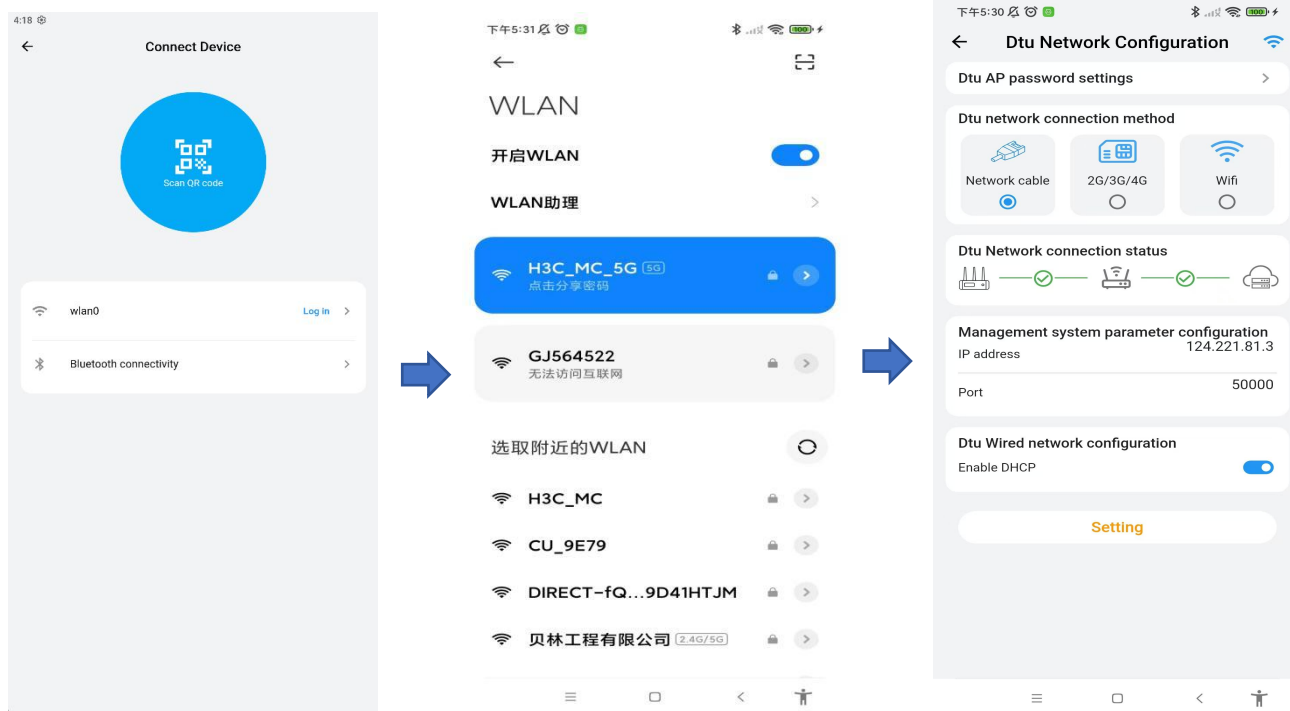 4:18
Connect Device
Scan QR code
wlan0
Log in
Bluetooth connectivity
下午5:31
100
WLAN
开启WLAN
WLAN助理
H3C_MC_5G 5G
点击分享密码
GJ564522
无法访问互联网
选取附近的WLAN
H3C_MC
CU_9E79
DIRECT-fQ...9D41HTJM
贝林工程有限公司 2.4G/5G
下午5:30
100
Dtu Network Configuration
Dtu AP password settings
Dtu network connection method
Network cable
2G/3G/4G
Wifi
Dtu Network connection status
Management system parameter configuration
IP address
124.221.81.3
Port
50000
Dtu Wired network configuration
Enable DHCP
Setting